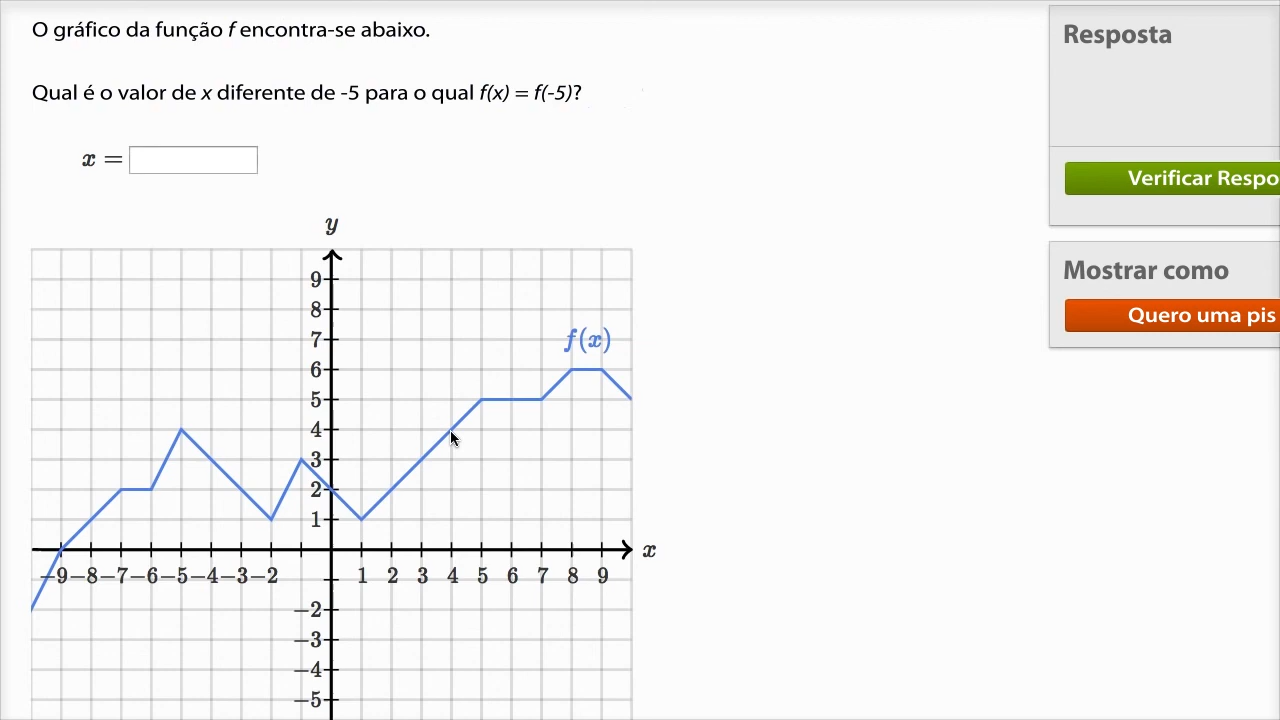 O gráfico da função f encontra-se abaixo.
Resposta
Qual é o valor de x diferente de -5 para o qual f(x) = f(-5)?
x =
Verificar Respo
Mostrar como
Quero uma pis
y
9
8
7
f(x)
6
5
4
3
2
1
x
−9 −8 −7 −6 −5 −4 −3 −2 1 2 3 4 5 6 7 8 9
−2
−3
−4
−5